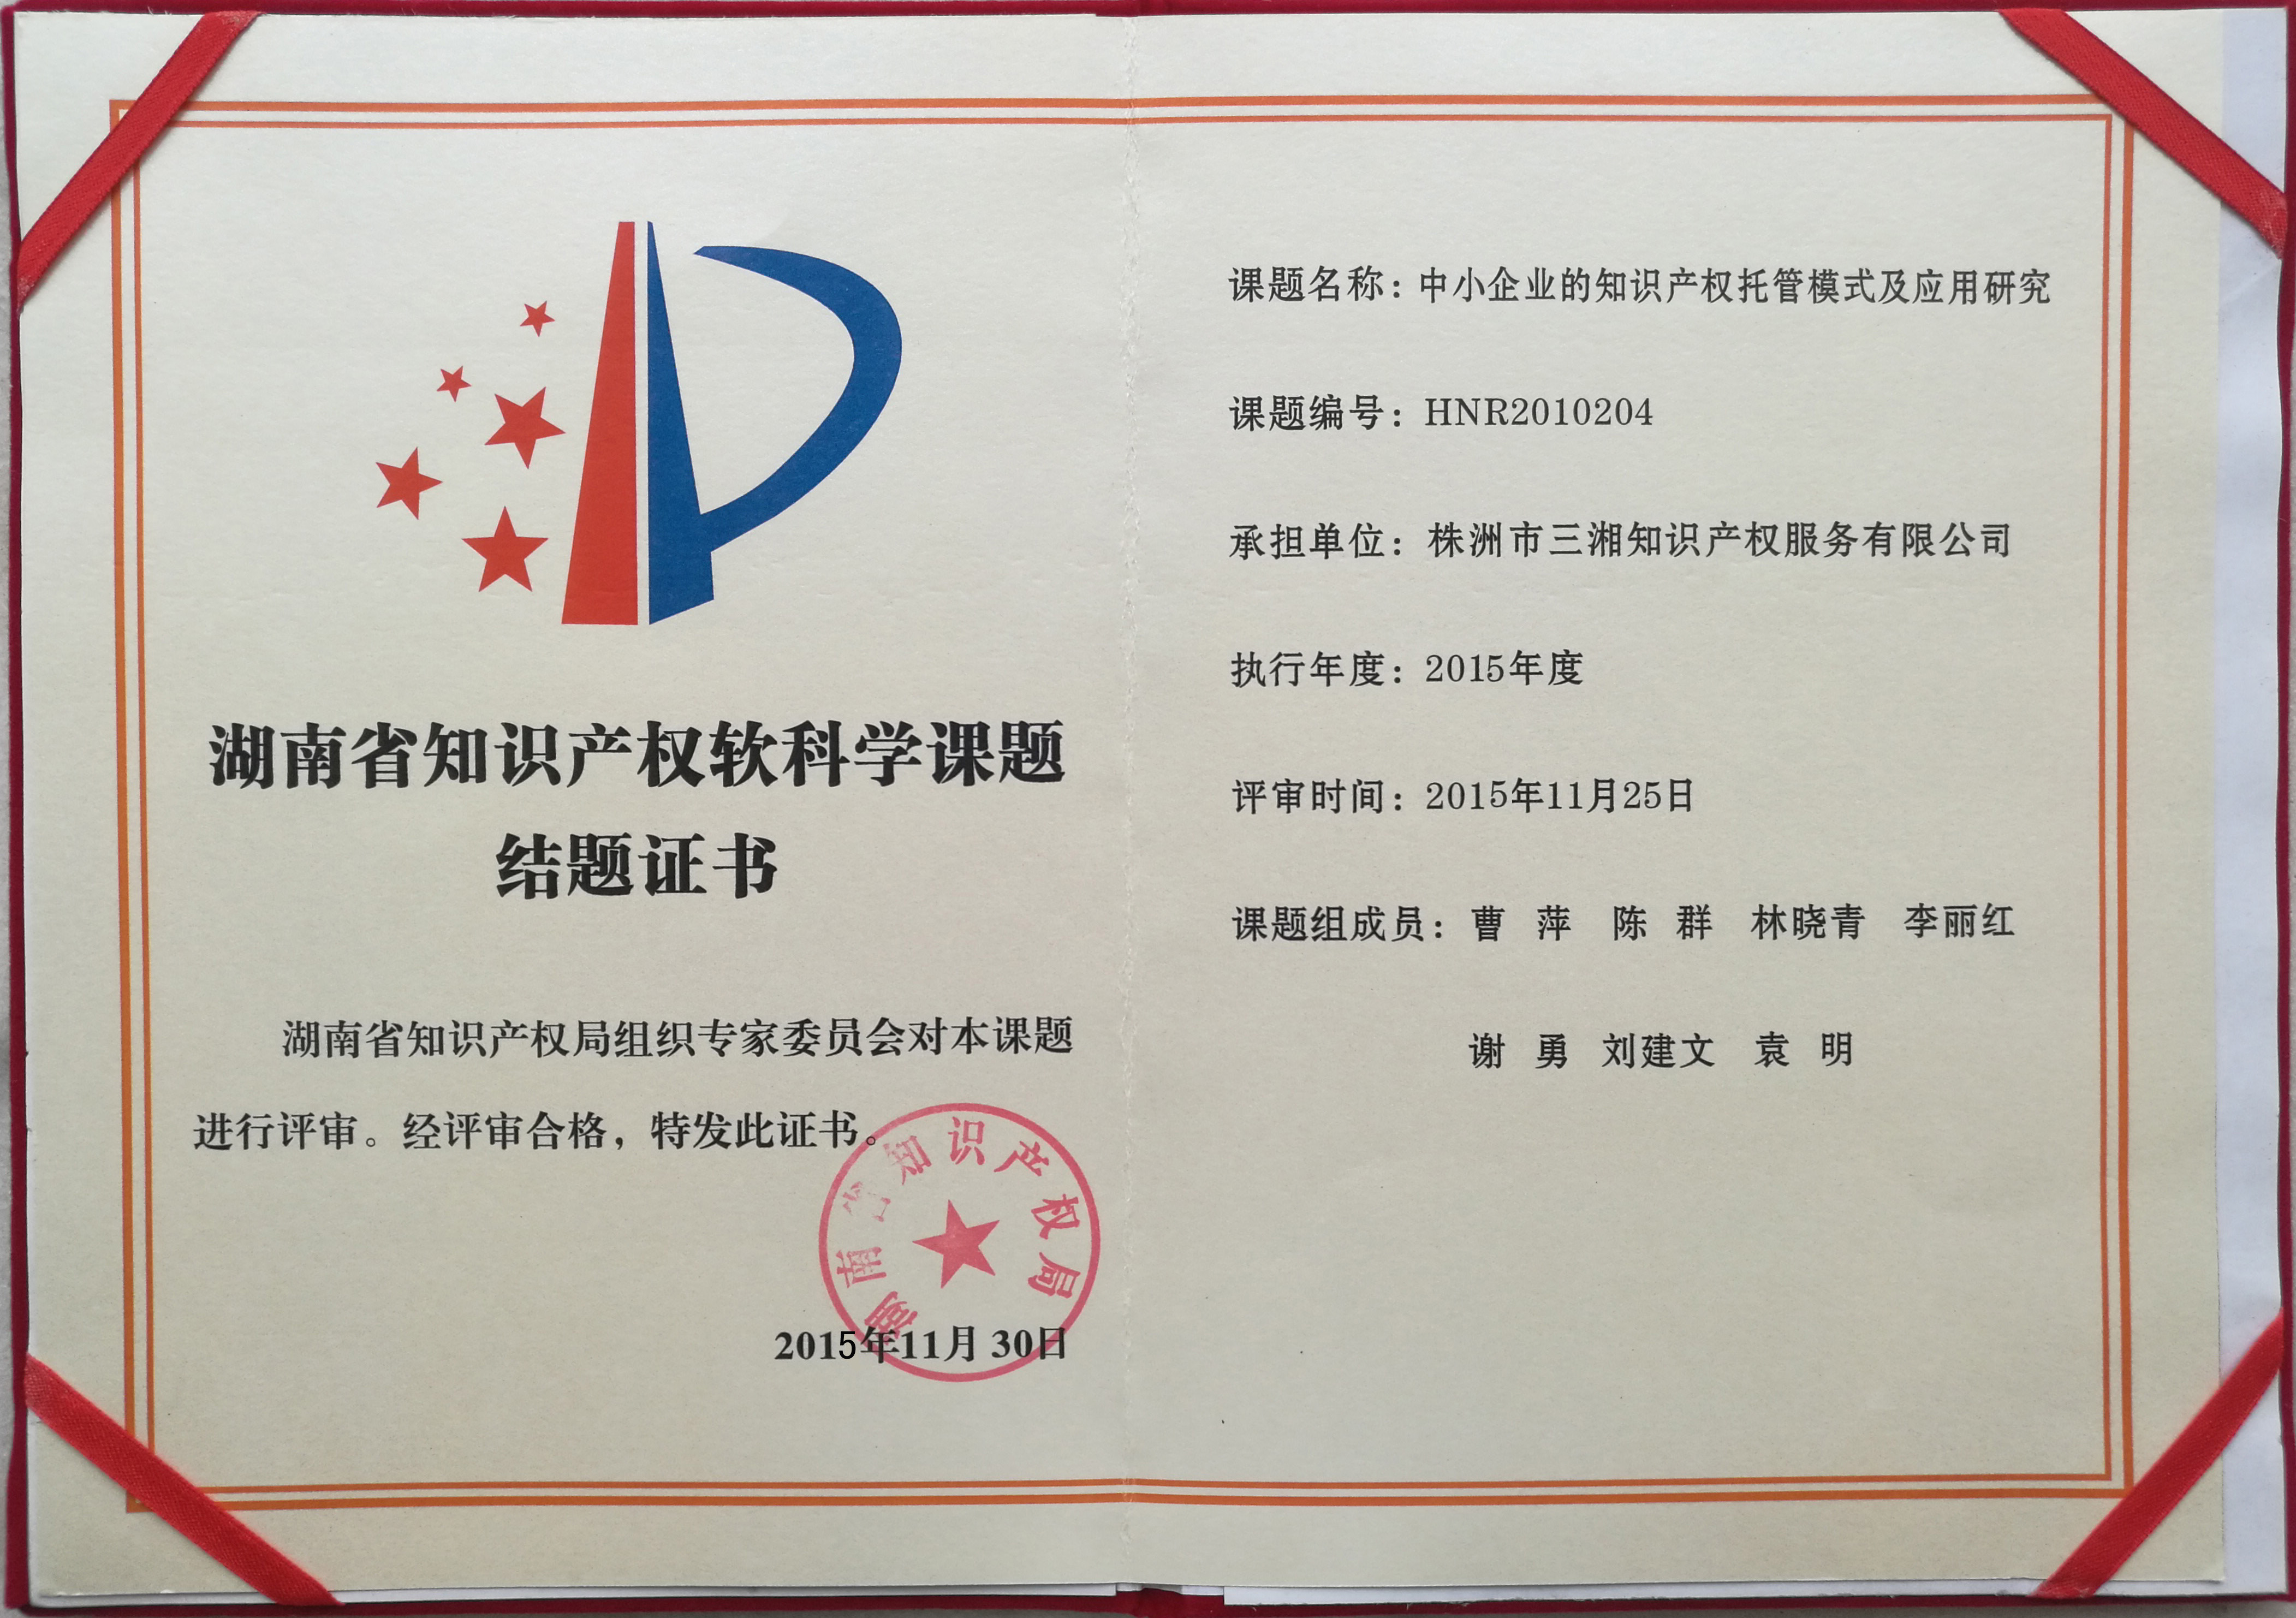 湖南省知识产权软科学课题
结题证书
湖南省知识产权局组织专家委员会对本课题
进行评审。经评审合格，特发此证书。
湖南省知识产权局
2015年11月30日
课题名称：中小企业的知识产权托管模式及应用研究
课题编号：HNR2010204
承担单位：株洲市三湘知识产权服务有限公司
执行年度：2015年度
评审时间：2015年11月25日
课题组成员：曹 萍 陈 群 林晓青 李丽红
谢 勇 刘建文 袁 明